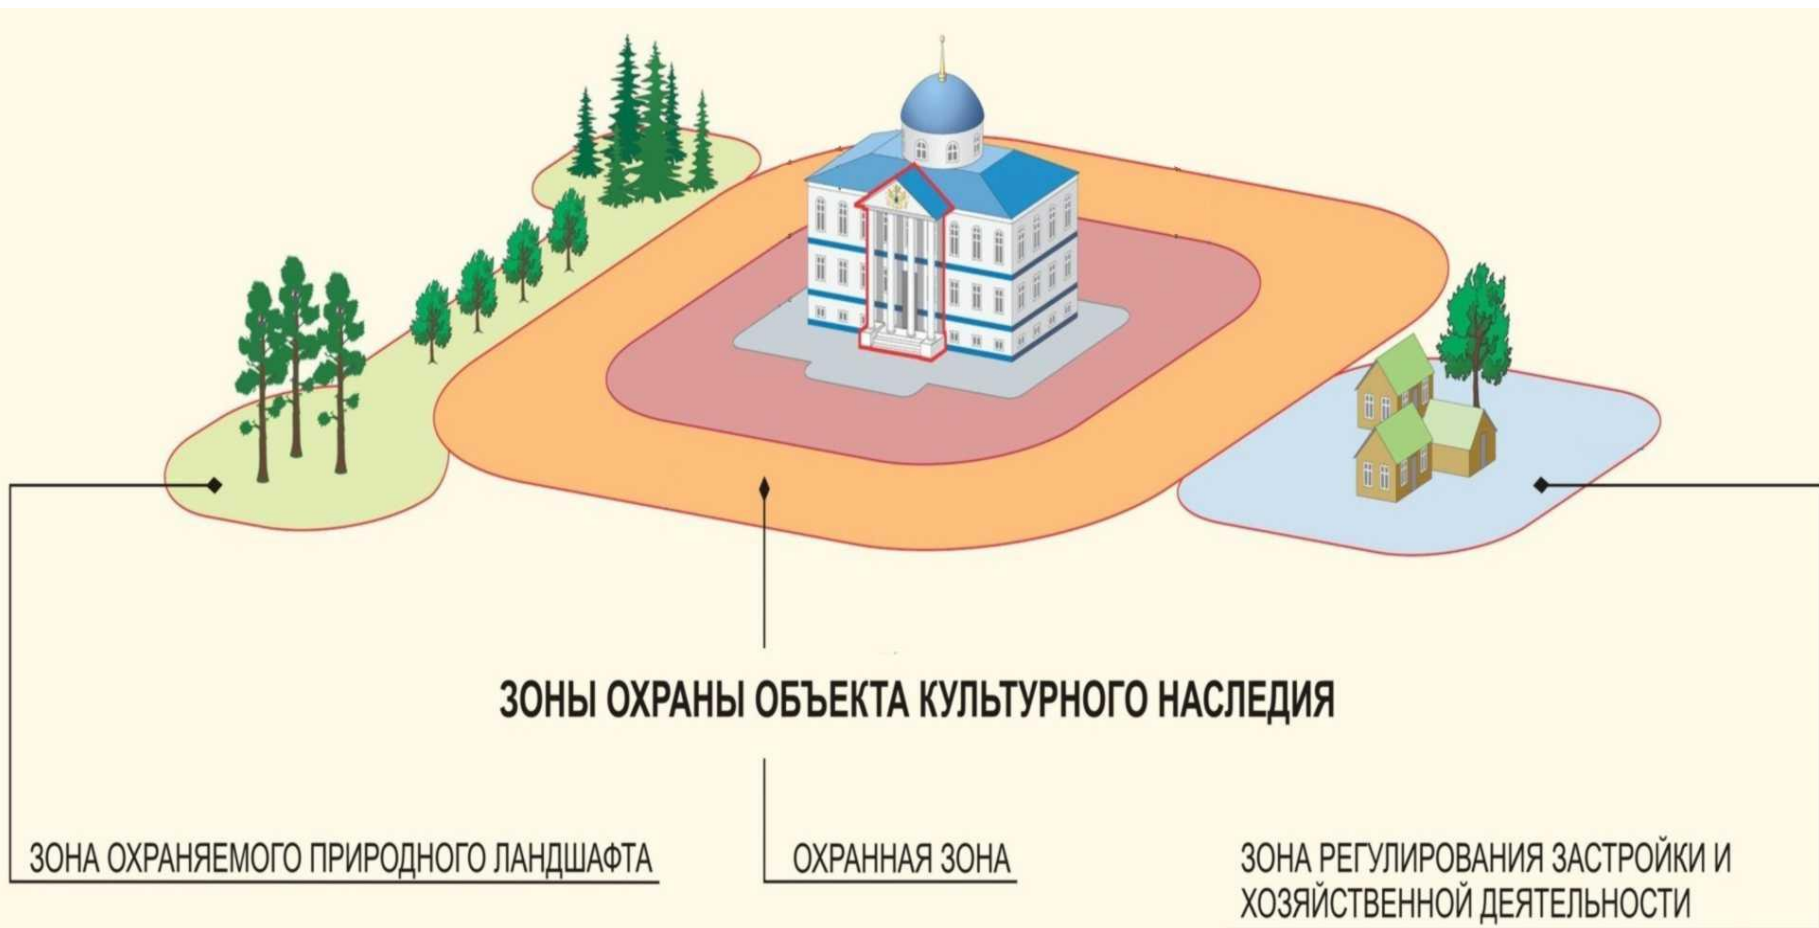 ЗОНЫ ОХРАНЫ ОБЪЕКТА КУЛЬТУРНОГО НАСЛЕДИЯ
ЗОНА ОХРАНЯЕМОГО ПРИРОДНОГО ЛАНДШАФТА
ОХРАННАЯ ЗОНА
ЗОНА РЕГУЛИРОВАНИЯ ЗАСТРОЙКИ И
ХОЗЯЙСТВЕННОЙ ДЕЯТЕЛЬНОСТИ